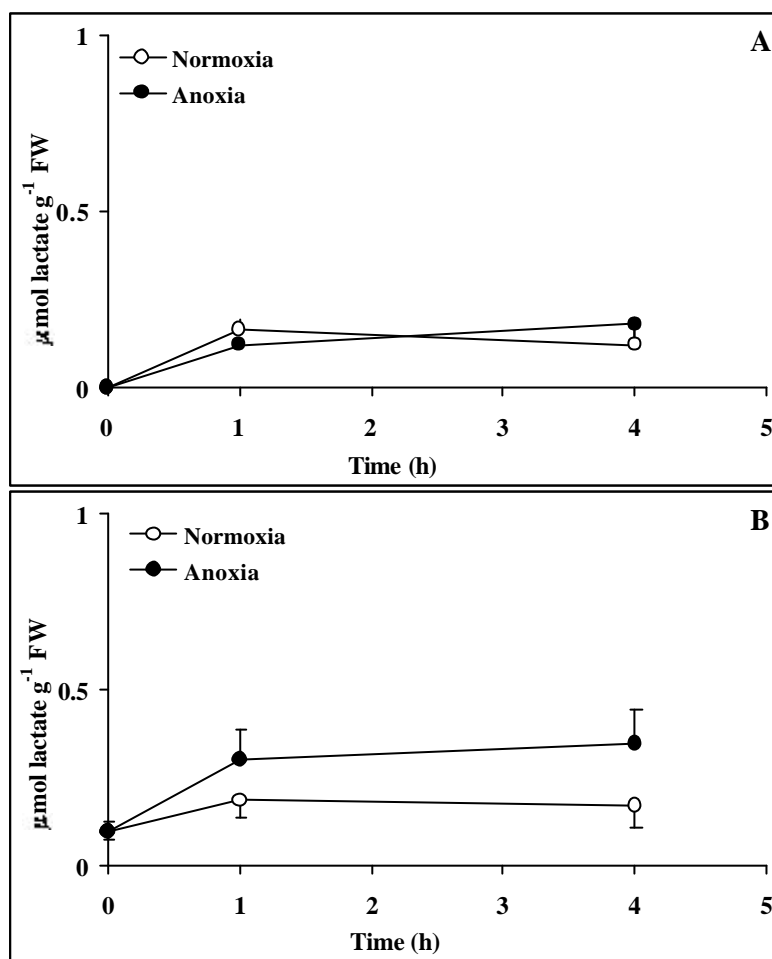 A
Normoxia
Anoxia
1
0.5
0
μmol lactate g⁻¹ FW
0 1 2 3 4 5
Time (h)
B
Normoxia
Anoxia
1
0.5
0
μmol lactate g⁻¹ FW
0 1 2 3 4 5
Time (h)